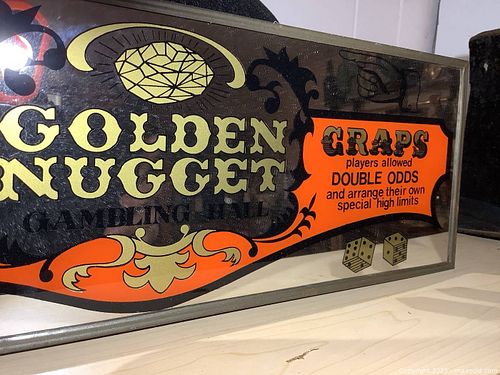 GOLDEN
NUGGET
GAMBLING HALL
CRAPS
players allowed
DOUBLE ODDS
and arrange their own
special high limits